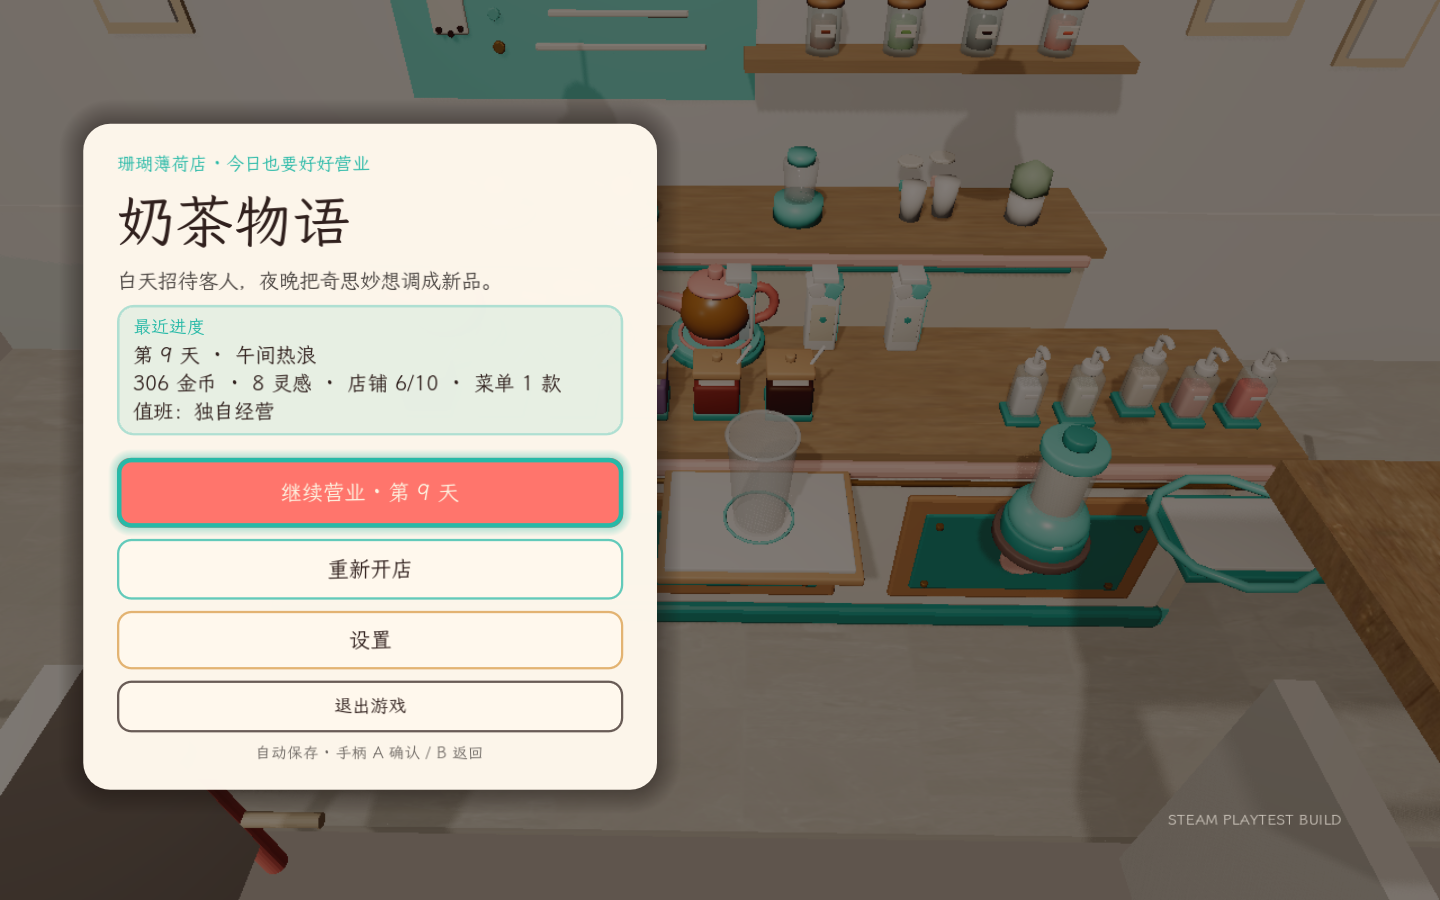 珊瑚薄荷店・今日也要好好营业
奶茶物语
白天招待客人，夜晚把奇思妙想调成新品。
最近进度
第 9 天 · 午间热浪
306 金币 · 8 灵感 · 店铺 6/10 · 菜单 1 款
值班：独自经营
继续营业・第 9 天
重新开店
设置
退出游戏
自动保存・手柄 A 确认 / B 返回
STEAM PLAYTEST BUILD